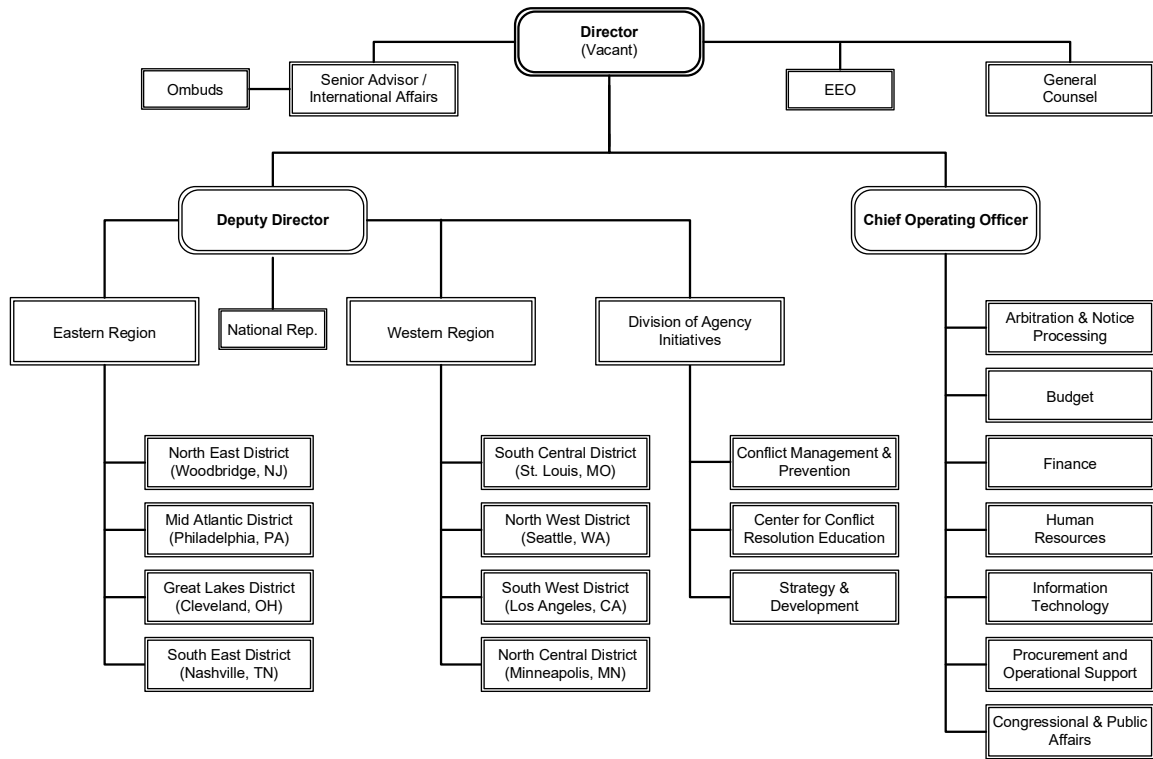 Director
(Vacant)
Ombuds
Senior Advisor /
International Affairs
EEO
General
Counsel
Deputy Director
Chief Operating Officer
Eastern Region
National Rep.
Western Region
Division of Agency
Initiatives
North East District
(Woodbridge, NJ)
Mid Atlantic District
(Philadelphia, PA)
Great Lakes District
(Cleveland, OH)
South East District
(Nashville, TN)
South Central District
(St. Louis, MO)
North West District
(Seattle, WA)
South West District
(Los Angeles, CA)
North Central District
(Minneapolis, MN)
Conflict Management &
Prevention
Center for Conflict
Resolution Education
Strategy &
Development
Arbitration & Notice
Processing
Budget
Finance
Human
Resources
Information
Technology
Procurement and
Operational Support
Congressional & Public
Affairs